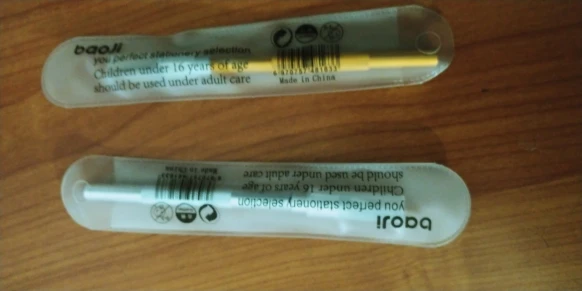 baoji
you perfect stationery selection
Children under 16 years of age
should be used under adult care
Made in China
baoji
you perfect stationery selection
Children under 16 years of age
should be used under adult care
Made in China